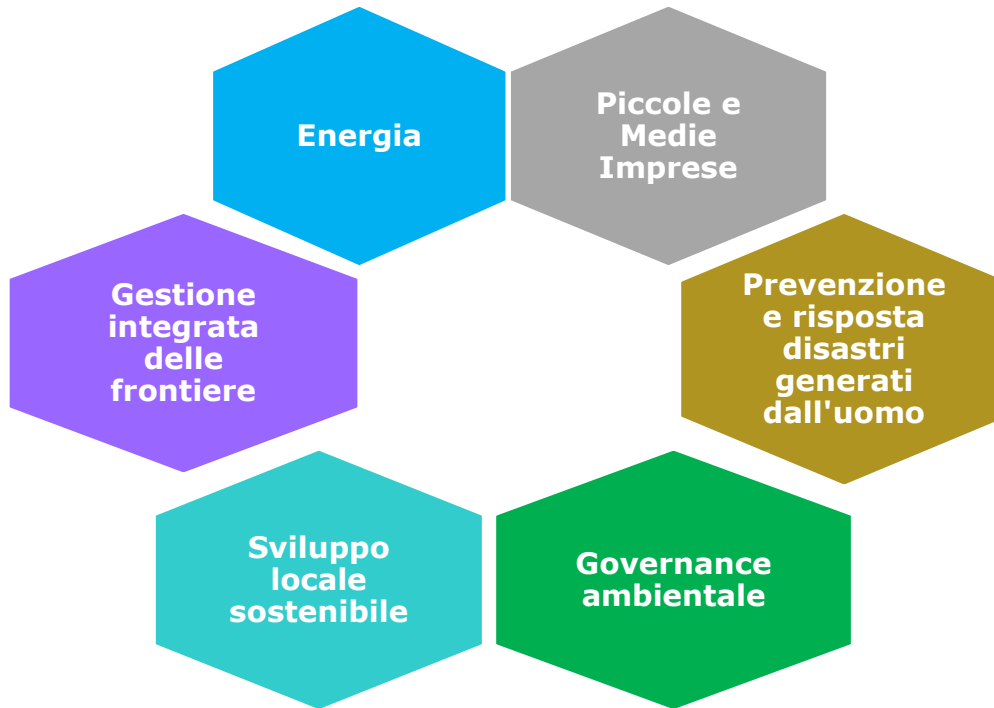 Energia
Piccole e
Medie
Imprese
Gestione
integrata
delle
frontiere
Prevenzione
e risposta
disastri
generati
dall'uomo
Sviluppo
locale
sostenibile
Governance
ambientale